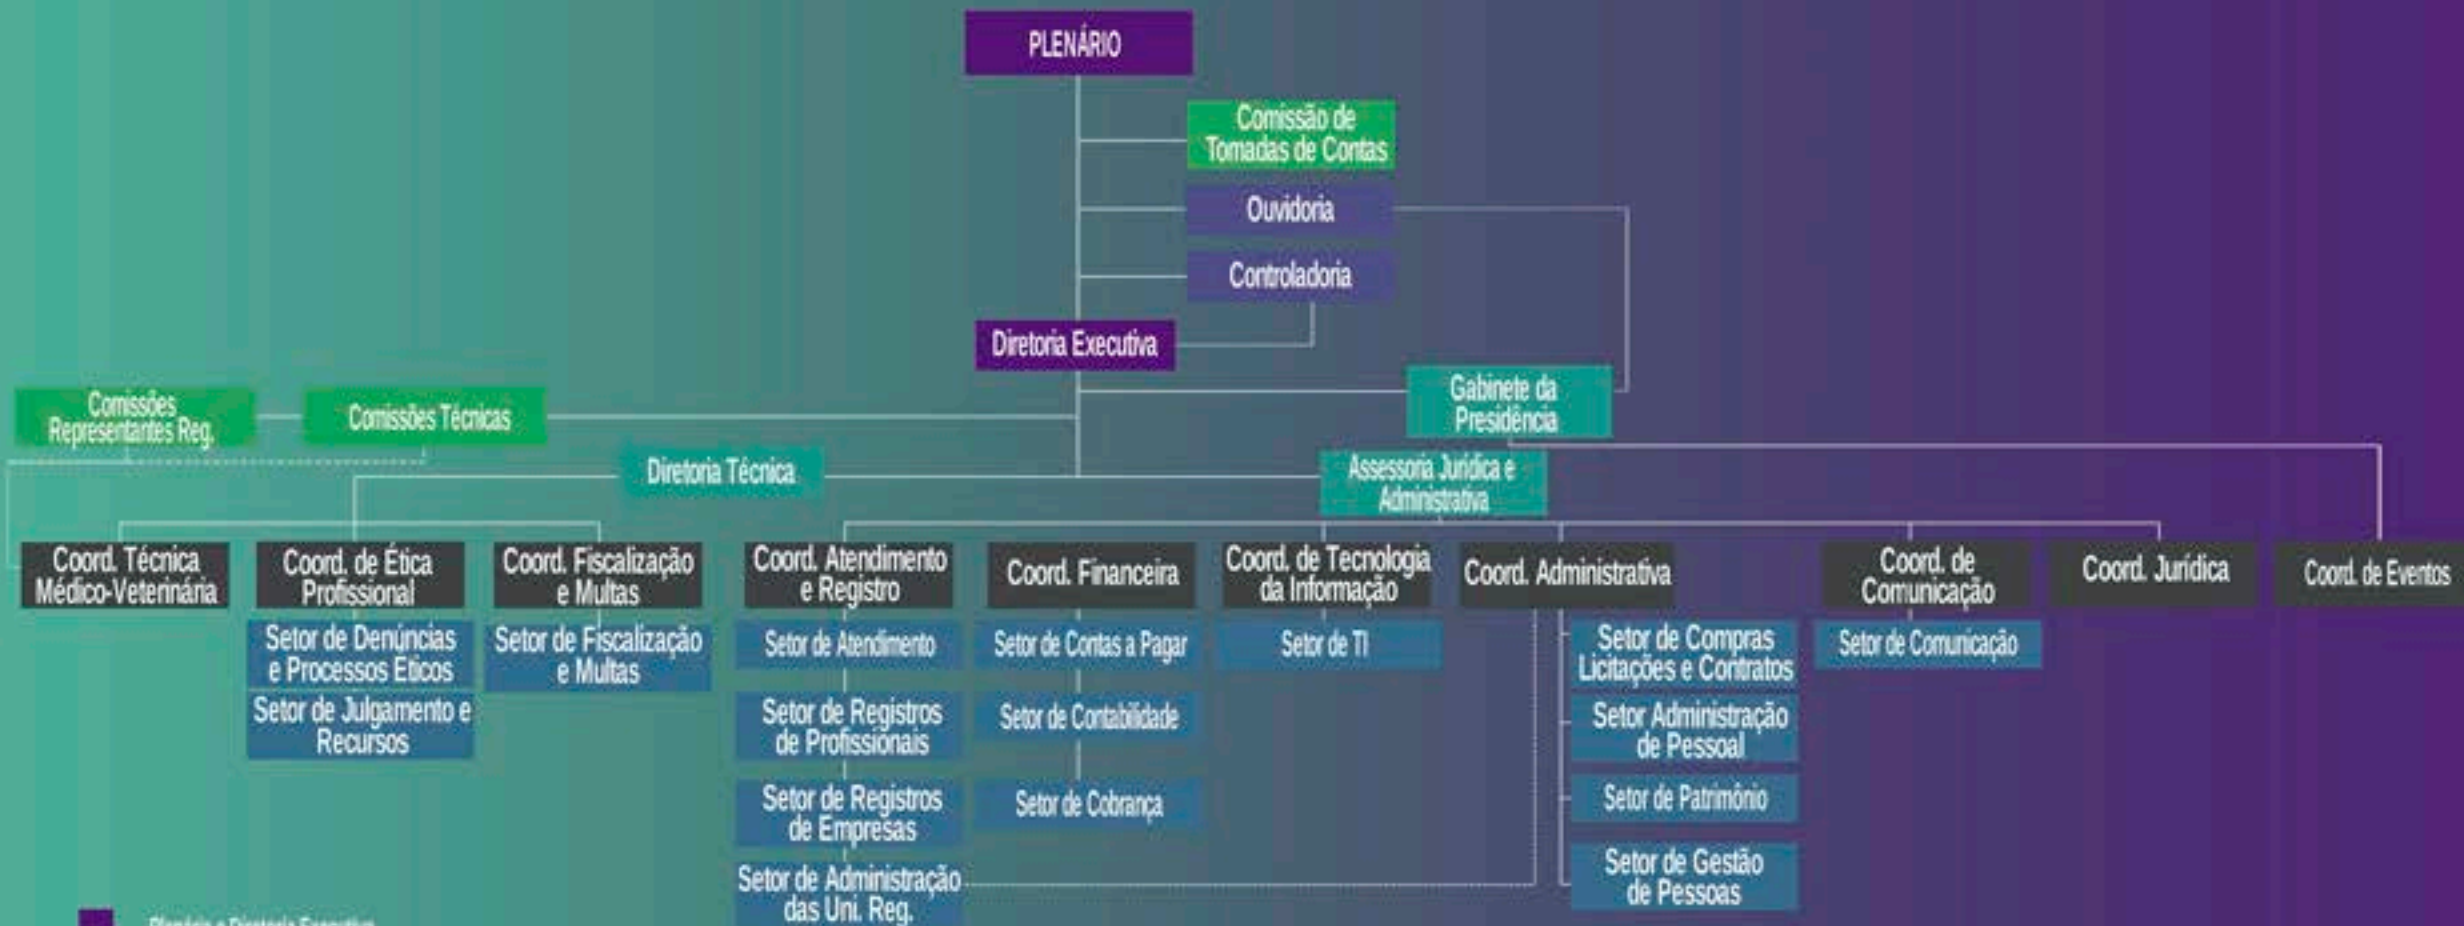 PLENÁRIO
Comissão de
Tomadas de Contas
Ouvidoria
Controladoria
Diretoria Executiva
Gabinete da
Presidência
Comissões
Representantes Reg.
Comissões Técnicas
Diretoria Técnica
Assessoria Jurídica e
Administrativa
Coord. Técnica
Médico-Veterinária
Coord. de Ética
Profissional
Coord. Fiscalização
e Multas
Coord. Atendimento
e Registro
Coord. Financeira
Coord. de Tecnologia
da Informação
Coord. Administrativa
Coord. de
Comunicação
Coord. Jurídica
Coord. de Eventos
Setor de Denúncias
e Processos Éticos
Setor de Julgamento e
Recursos
Setor de Fiscalização
e Multas
Setor de Atendimento
Setor de Registros
de Profissionais
Setor de Registros
de Empresas
Setor de Administração
das Uni. Reg.
Setor de Contas a Pagar
Setor de Contabilidade
Setor de Cobrança
Setor de TI
Setor de Compras
Licitações e Contratos
Setor Administração
de Pessoal
Setor de Patrimônio
Setor de Gestão
de Pessoas
Setor de Comunicação
Plenário e Diretoria Executiva